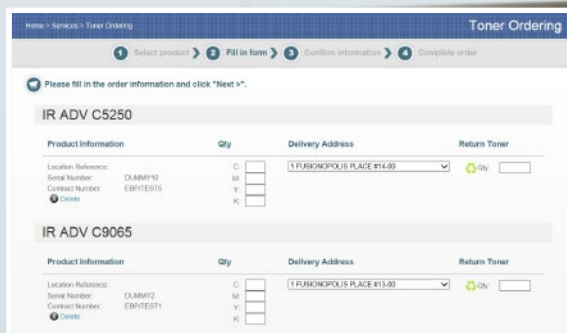 Home > Services > Toner Ordering
Toner Ordering
1 Select product 2 Fill in form 3 Confirm information 4 Complete order
Please fill in the order information and click "Next >".
IR ADV C5250
Product Information Qty Delivery Address Return Toner
Location Reference: C: 1 FUSIONOPOLIS PLACE #14-00 Qty:
Serial Number: DUMMY10 M:
Contract Number: EBP/TEST5 Y:
Delete K:
IR ADV C9065
Product Information Qty Delivery Address Return Toner
Location Reference: C: 1 FUSIONOPOLIS PLACE #13-00 Qty:
Serial Number: DUMMY2 M:
Contract Number: EBP/TEST1 Y:
Delete K: